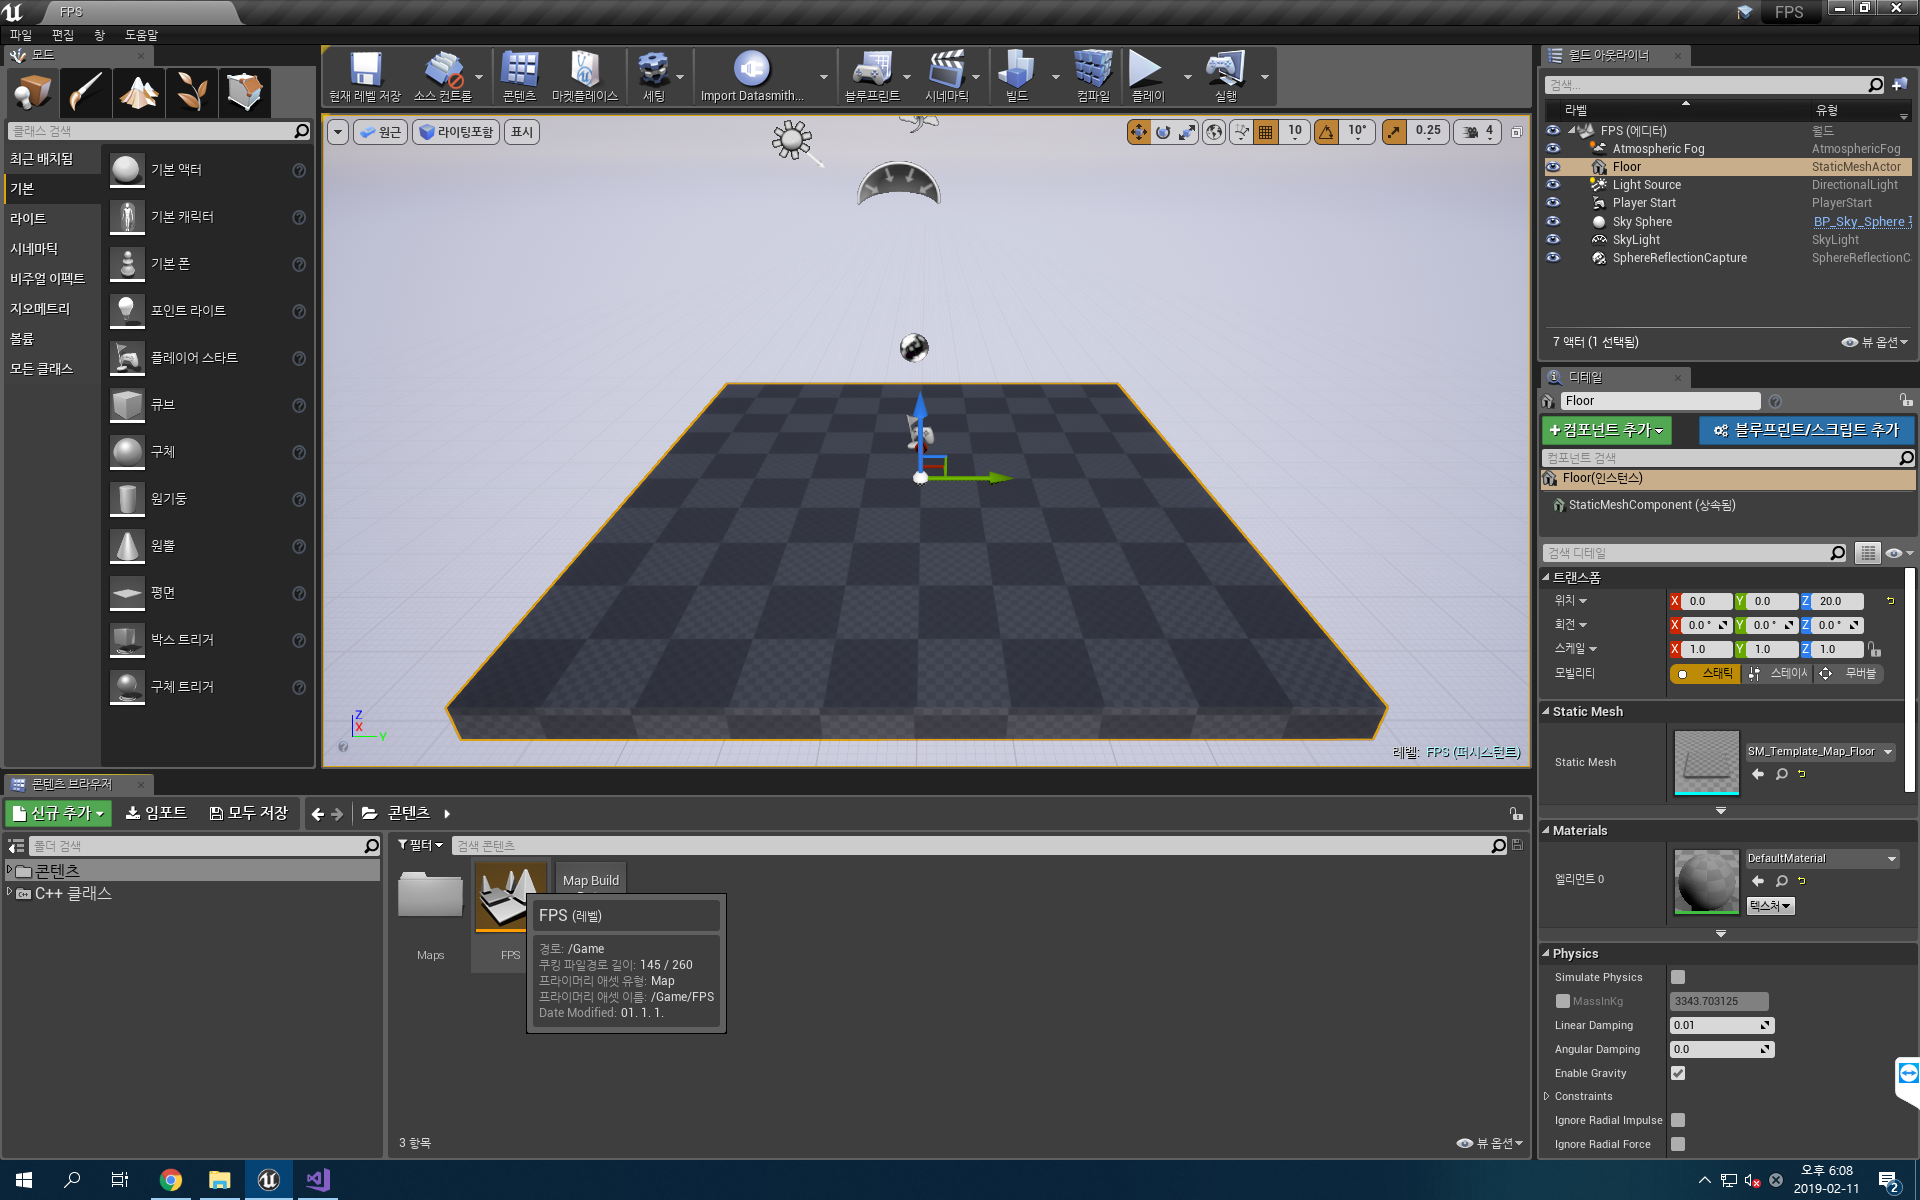 FPS
FPS
파일 편집 창 도움말
모드
클래스 검색
최근 배치됨
기본
라이트
시네마틱
비주얼 이펙트
지오메트리
볼륨
모든 클래스
기본 액터
기본 캐릭터
기본 폰
포인트 라이트
플레이어 스타트
큐브
구체
원기둥
원뿔
평면
박스 트리거
구체 트리거
현재 레벨 저장
소스 컨트롤
콘텐츠
마켓플레이스
세팅
Import Datasmith...
블루프린트
시네마틱
빌드
컴파일
플레이
실행
원근
라이팅포함
표시
10
10°
0.25
4
Z
X
Y
레벨: FPS (퍼시스턴트)
월드 아웃라이너
검색...
라벨 유형
FPS (에디터) 월드
Atmospheric Fog AtmosphericFog
Floor StaticMeshActor
Light Source DirectionalLight
Player Start PlayerStart
Sky Sphere BP_Sky_Sphere
SkyLight SkyLight
SphereReflectionCapture SphereReflectionC
7 액터 (1 선택됨)
뷰 옵션
디테일
Floor
+컴포넌트 추가
블루프린트/스크립트 추가
컴포넌트 검색
Floor(인스턴스)
StaticMeshComponent (상속됨)
검색 디테일
트랜스폼
위치 X 0.0 Y 0.0 Z 20.0
회전 X 0.0 ° Y 0.0 ° Z 0.0 °
스케일 X 1.0 Y 1.0 Z 1.0
모빌리티 스태틱 스테이셔 무버블
Static Mesh
Static Mesh
SM_Template_Map_Floor
Materials
엘리먼트 0
DefaultMaterial
텍스처
Physics
Simulate Physics
MassInKg 3343.703125
Linear Damping 0.01
Angular Damping 0.0
Enable Gravity
Constraints
Ignore Radial Impulse
Ignore Radial Force
콘텐츠 브라우저
신규 추가
임포트
모두 저장
콘텐츠
폴더 검색
콘텐츠
C++ 클래스
필터
검색 콘텐츠
Maps
FPS
Map Build
FPS (레벨)
경로: /Game
쿠킹 파일경로 길이: 145 / 260
프라이머리 애셋 유형: Map
프라이머리 애셋 이름: /Game/FPS
Date Modified: 01. 1. 1.
3 항목
뷰 옵션
오후 6:08
2019-02-11
2